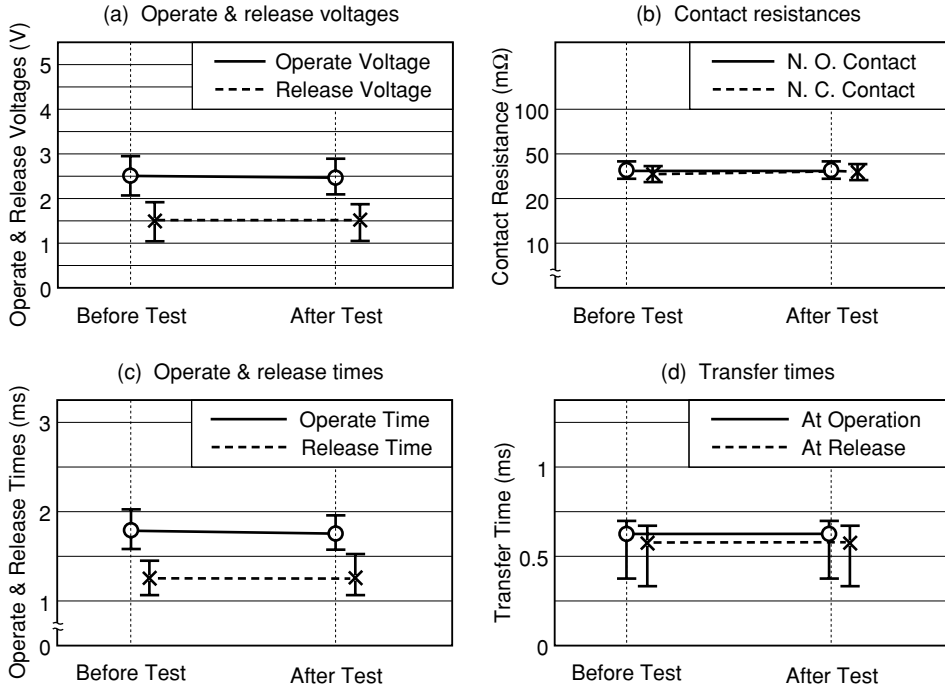 (a) Operate & release voltages
Operate & Release Voltages (V)
5
4
3
2
1
0
Operate Voltage
Release Voltage
Before Test
After Test
(b) Contact resistances
Contact Resistance (mΩ)
100
50
20
10
N. O. Contact
N. C. Contact
Before Test
After Test
(c) Operate & release times
Operate & Release Times (ms)
3
2
1
0
Operate Time
Release Time
Before Test
After Test
(d) Transfer times
Transfer Time (ms)
1
0.5
0
At Operation
At Release
Before Test
After Test